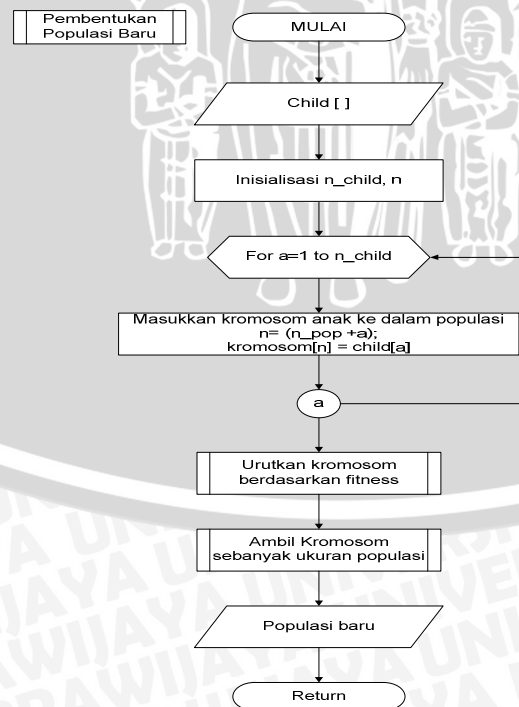 Pembentukan
Populasi Baru
MULAI
Child [ ]
Inisialisasi n_child, n
For a=1 to n_child
Masukkan kromosom anak ke dalam populasi
n= (n_pop +a);
kromosom[n] = child[a]
a
Urutkan kromosom
berdasarkan fitness
Ambil Kromosom
sebanyak ukuran populasi
Populasi baru
Return